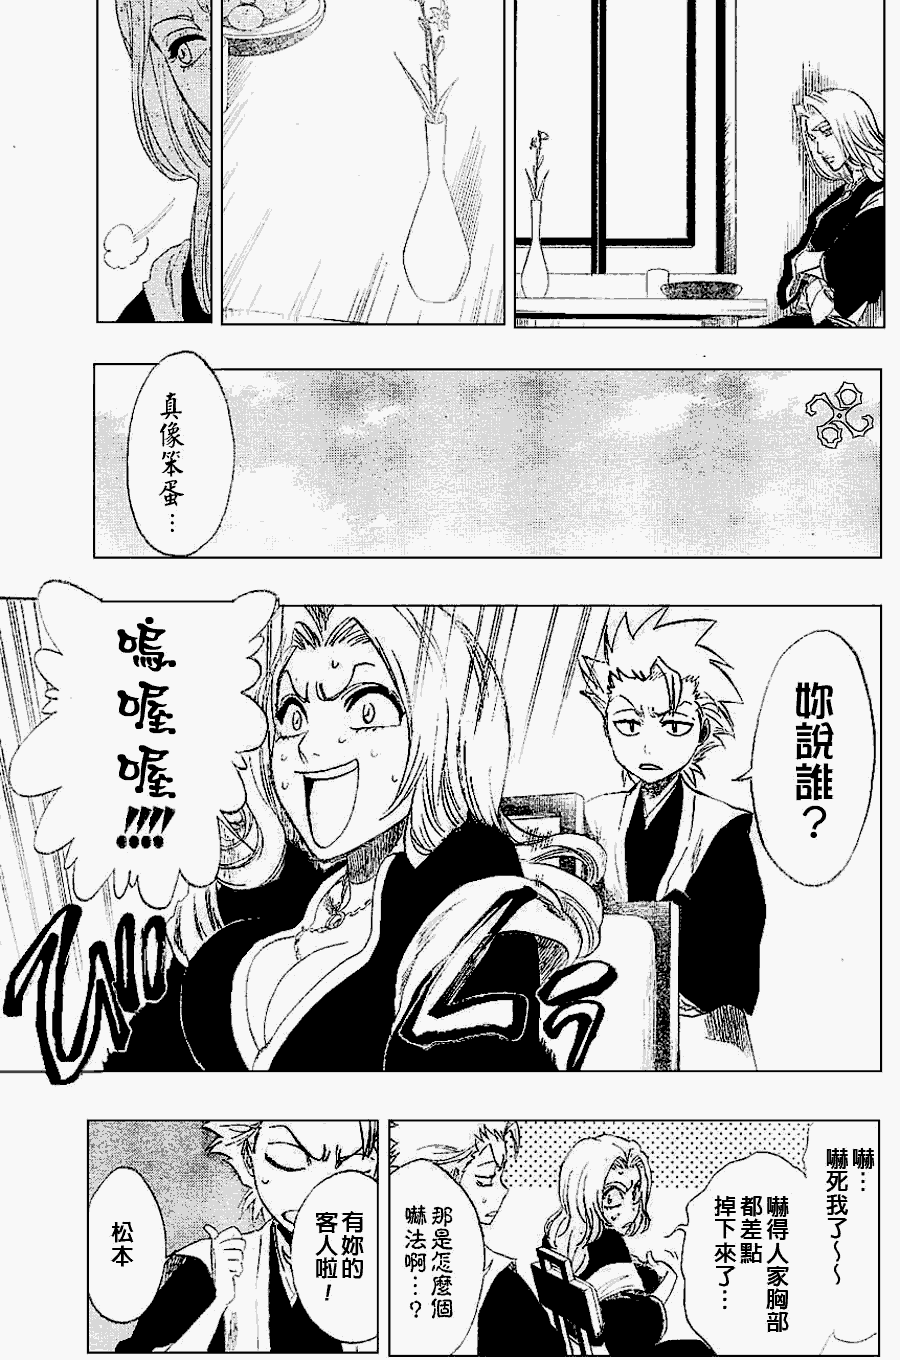 真像笨蛋…
妳說誰？
嗚喔喔!!!!
嚇…
嚇死我了～～
嚇得人家胸部
都差點
掉下來了…
那是怎麼個
嚇法啊…？
有妳的
客人啦！
松本